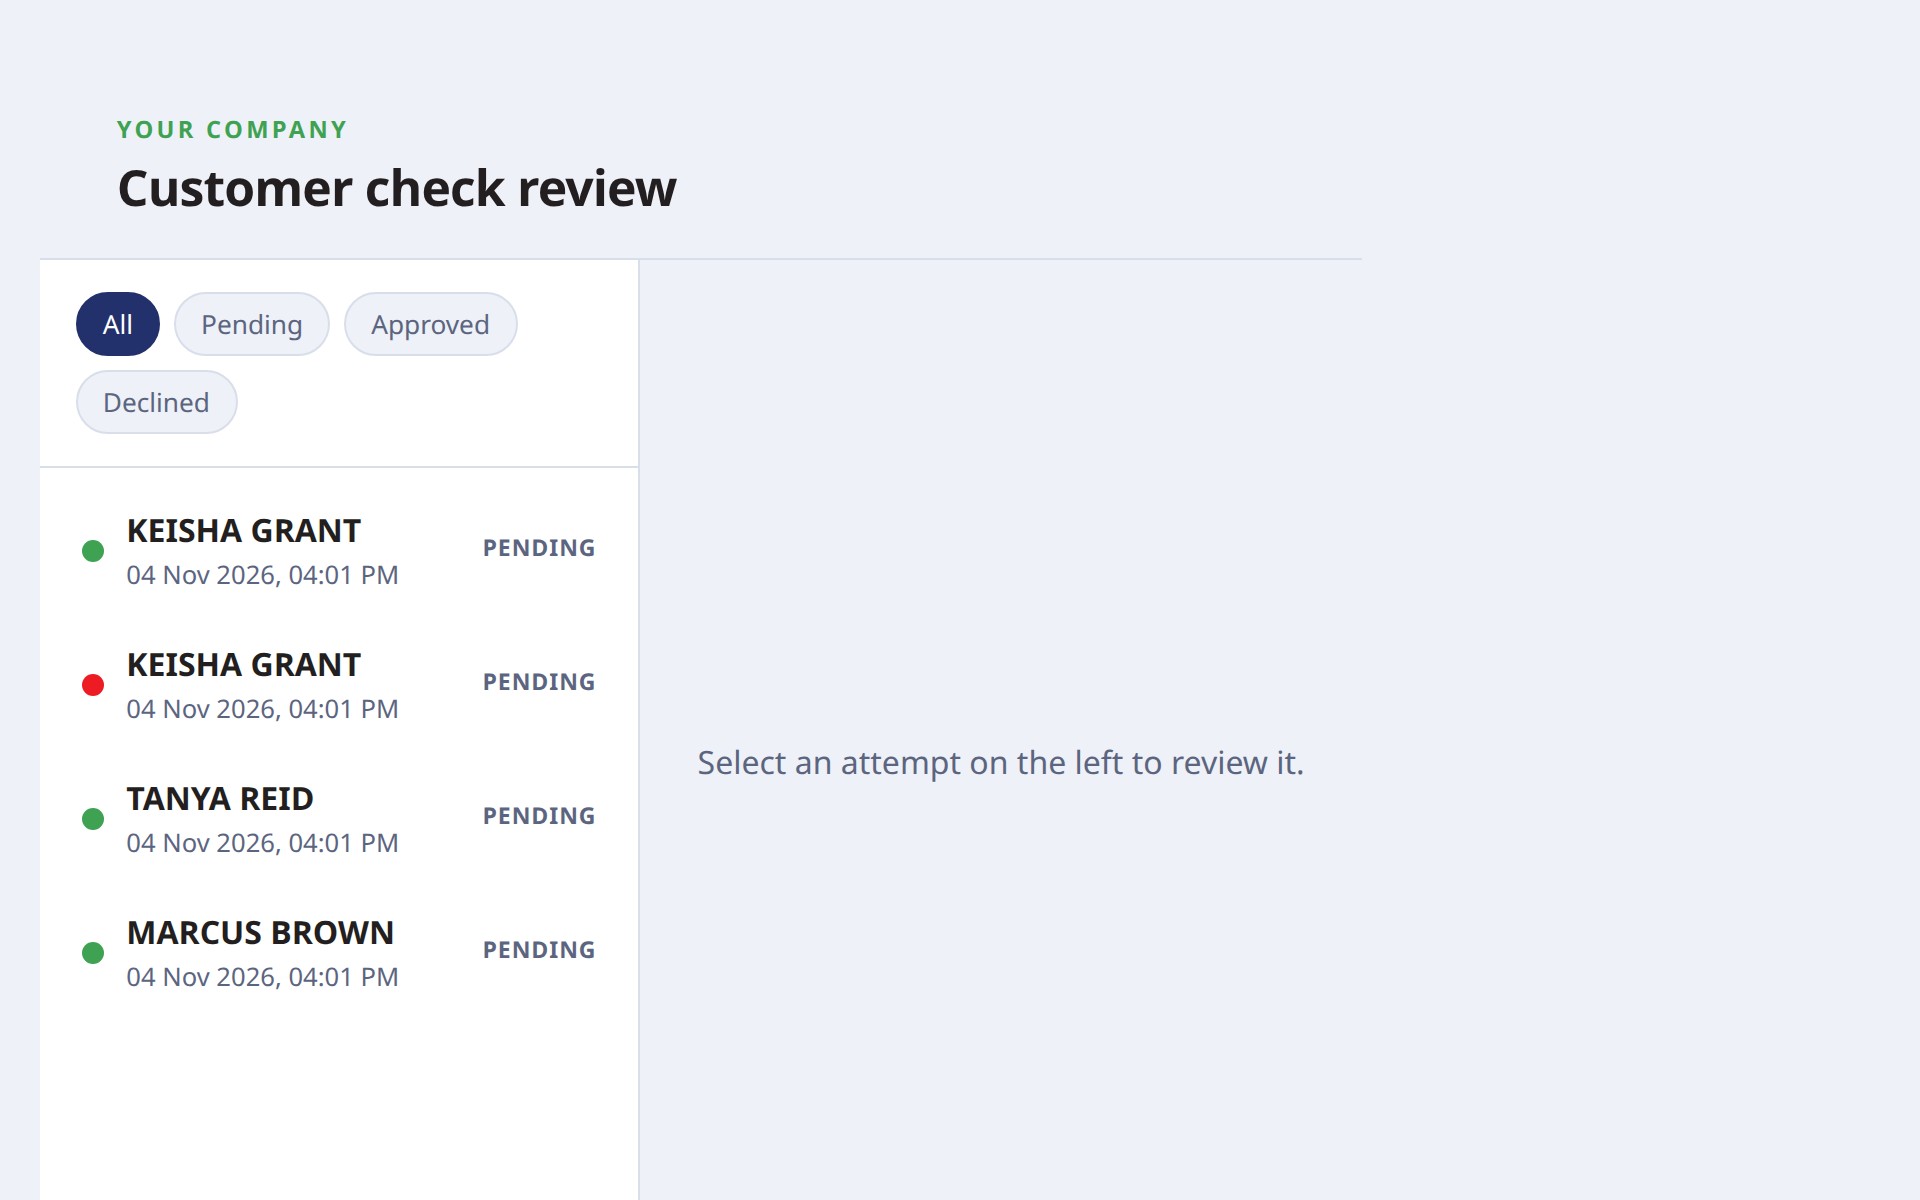 YOUR COMPANY
Customer check review
All
Pending
Approved
Declined
KEISHA GRANT
04 Nov 2026, 04:01 PM
PENDING
KEISHA GRANT
04 Nov 2026, 04:01 PM
PENDING
TANYA REID
04 Nov 2026, 04:01 PM
PENDING
MARCUS BROWN
04 Nov 2026, 04:01 PM
PENDING
Select an attempt on the left to review it.